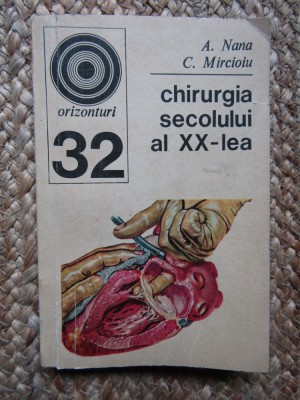 orizonturi
32
A. Nana
C. Mircioiu
chirurgia
secolului
al XX-lea